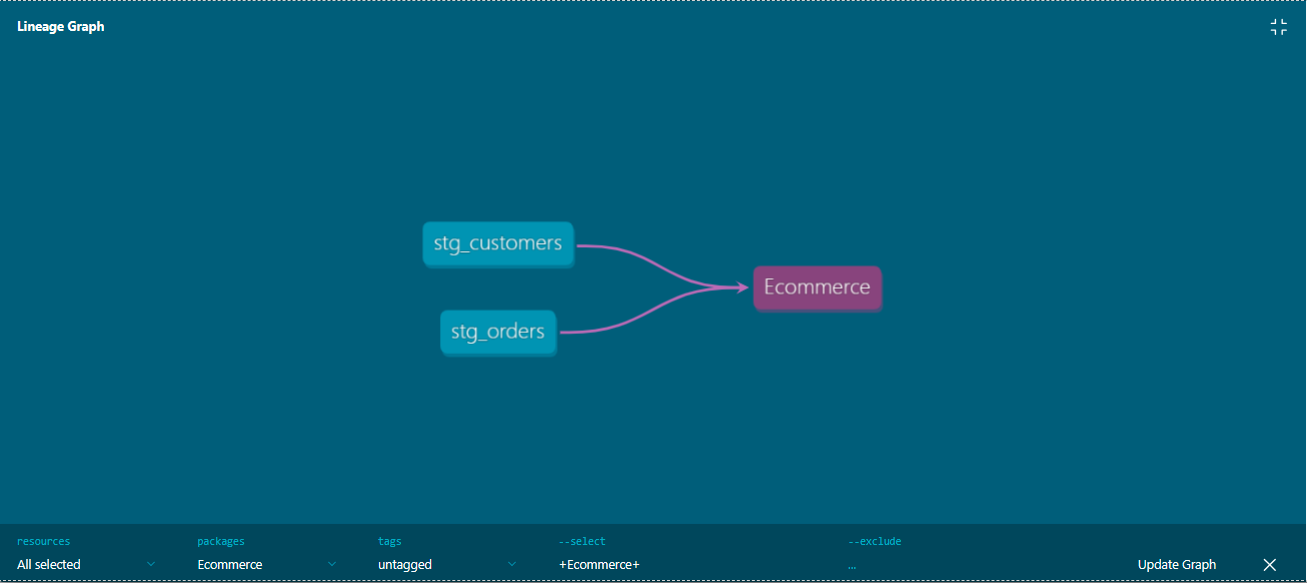 Lineage Graph
stg_customers
Ecommerce
stg_orders
resources packages tags --select --exclude
All selected Ecommerce untagged +Ecommerce+ ... Update Graph